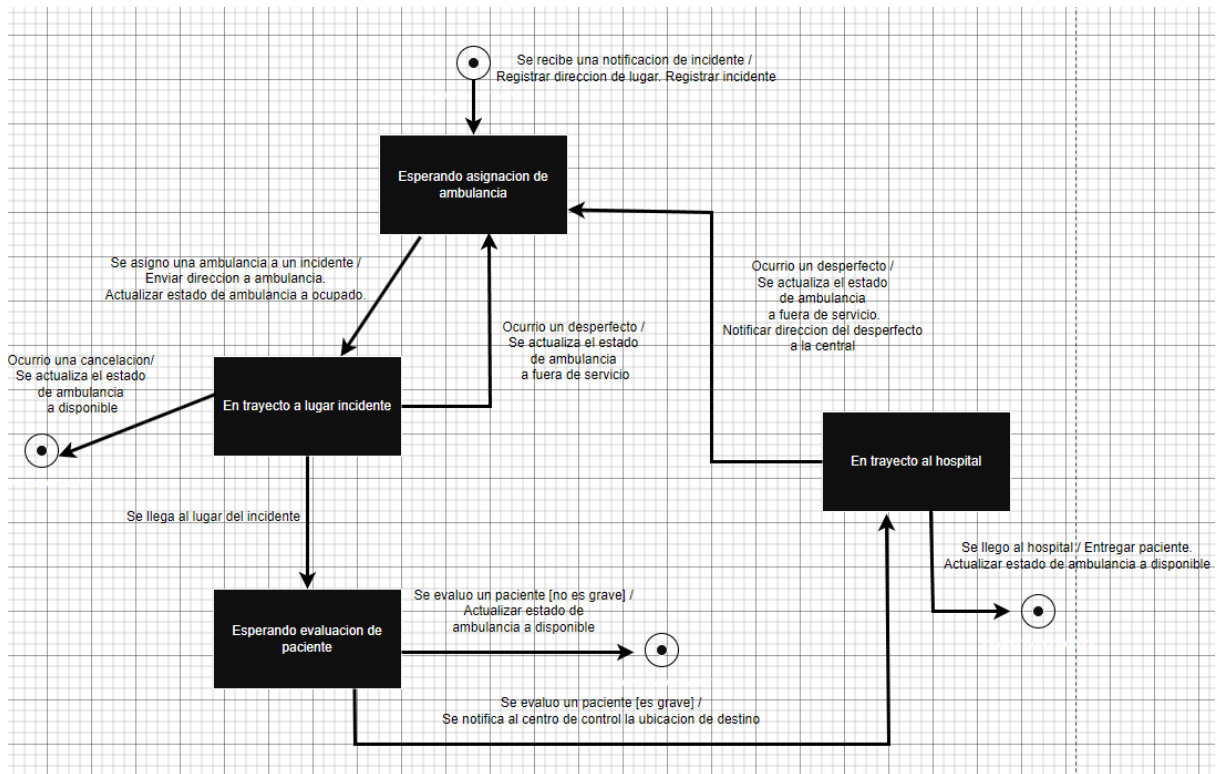 Se recibe una notificacion de incidente /
Registrar direccion de lugar. Registrar incidente
Esperando asignacion de
ambulancia
Se asigno una ambulancia a un incidente /
Enviar direccion a ambulancia.
Actualizar estado de ambulancia a ocupado.
Ocurrio un desperfecto /
Se actualiza el estado
de ambulancia
a fuera de servicio.
Notificar direccion del desperfecto
a la central
Ocurrio un desperfecto /
Se actualiza el estado
de ambulancia
a fuera de servicio
Ocurrio una cancelacion/
Se actualiza el estado
de ambulancia
a disponible
En trayecto a lugar incidente
En trayecto al hospital
Se llega al lugar del incidente
Se llego al hospital / Entregar paciente.
Actualizar estado de ambulancia a disponible
Se evaluo un paciente [no es grave] /
Actualizar estado de
ambulancia a disponible
Esperando evaluacion de
paciente
Se evaluo un paciente [es grave] /
Se notifica al centro de control la ubicacion de destino